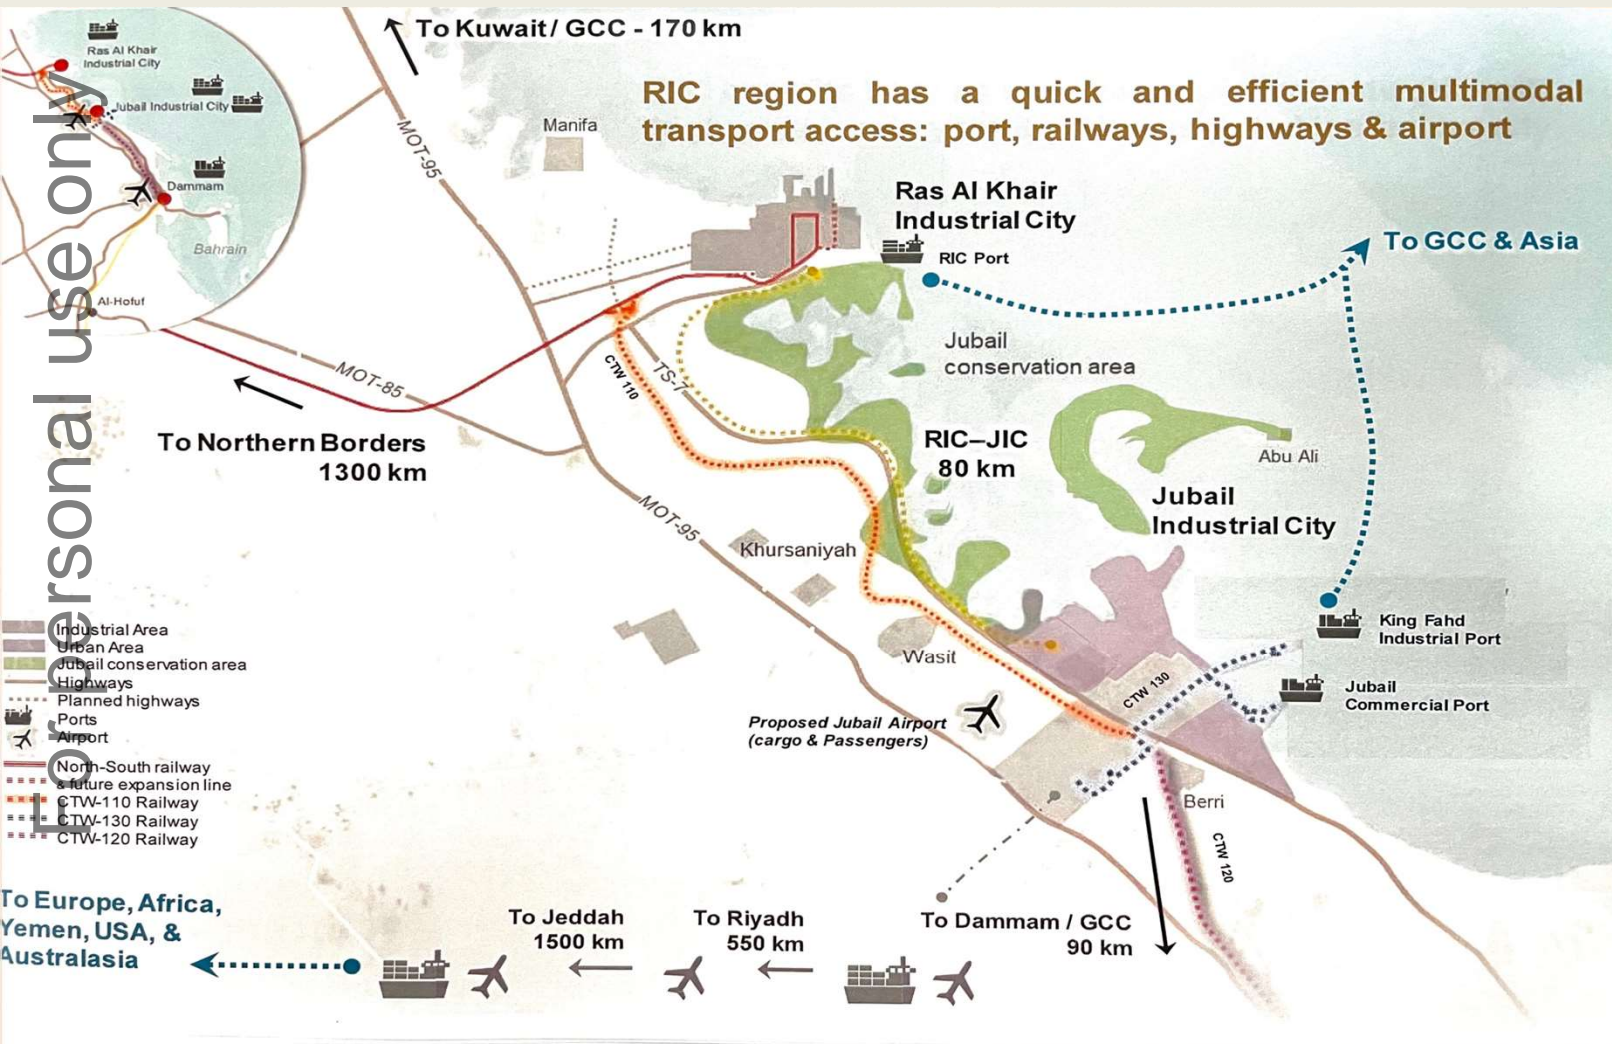 To Kuwait / GCC - 170 km
RIC region has a quick and efficient multimodal
transport access: port, railways, highways & airport
Ras Al Khair
Industrial City
Jubail Industrial City
Dammam
Bahrain
Al-Hofuf
For personal use only
MOT-95
Manifa
Ras Al Khair
Industrial City
RIC Port
To GCC & Asia
Jubail
conservation area
MOT-85
CTW 110
TS-7
To Northern Borders
1300 km
RIC–JIC
80 km
Abu Ali
Jubail
Industrial City
MOT-95
Khursaniyah
Wasit
King Fahd
Industrial Port
CTW 130
Jubail
Commercial Port
Proposed Jubail Airport
(cargo & Passengers)
Berri
CTW 120
Industrial Area
Urban Area
Jubail conservation area
Highways
Planned highways
Ports
Airport
North-South railway
& future expansion line
CTW-110 Railway
CTW-130 Railway
CTW-120 Railway
To Europe, Africa,
Yemen, USA, &
Australasia
To Jeddah
1500 km
To Riyadh
550 km
To Dammam / GCC
90 km